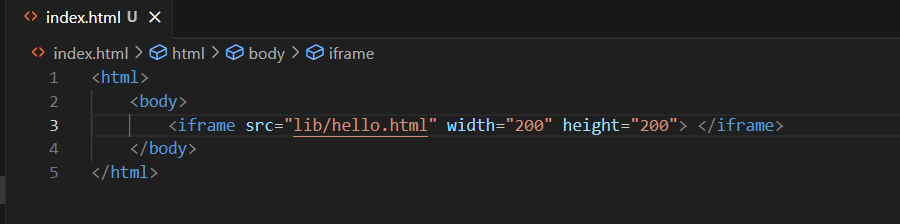 index.html U
index.html > html > body > iframe
1 <html>
2 <body>
3 <iframe src="lib/hello.html" width="200" height="200"> </iframe>
4 </body>
5 </html>